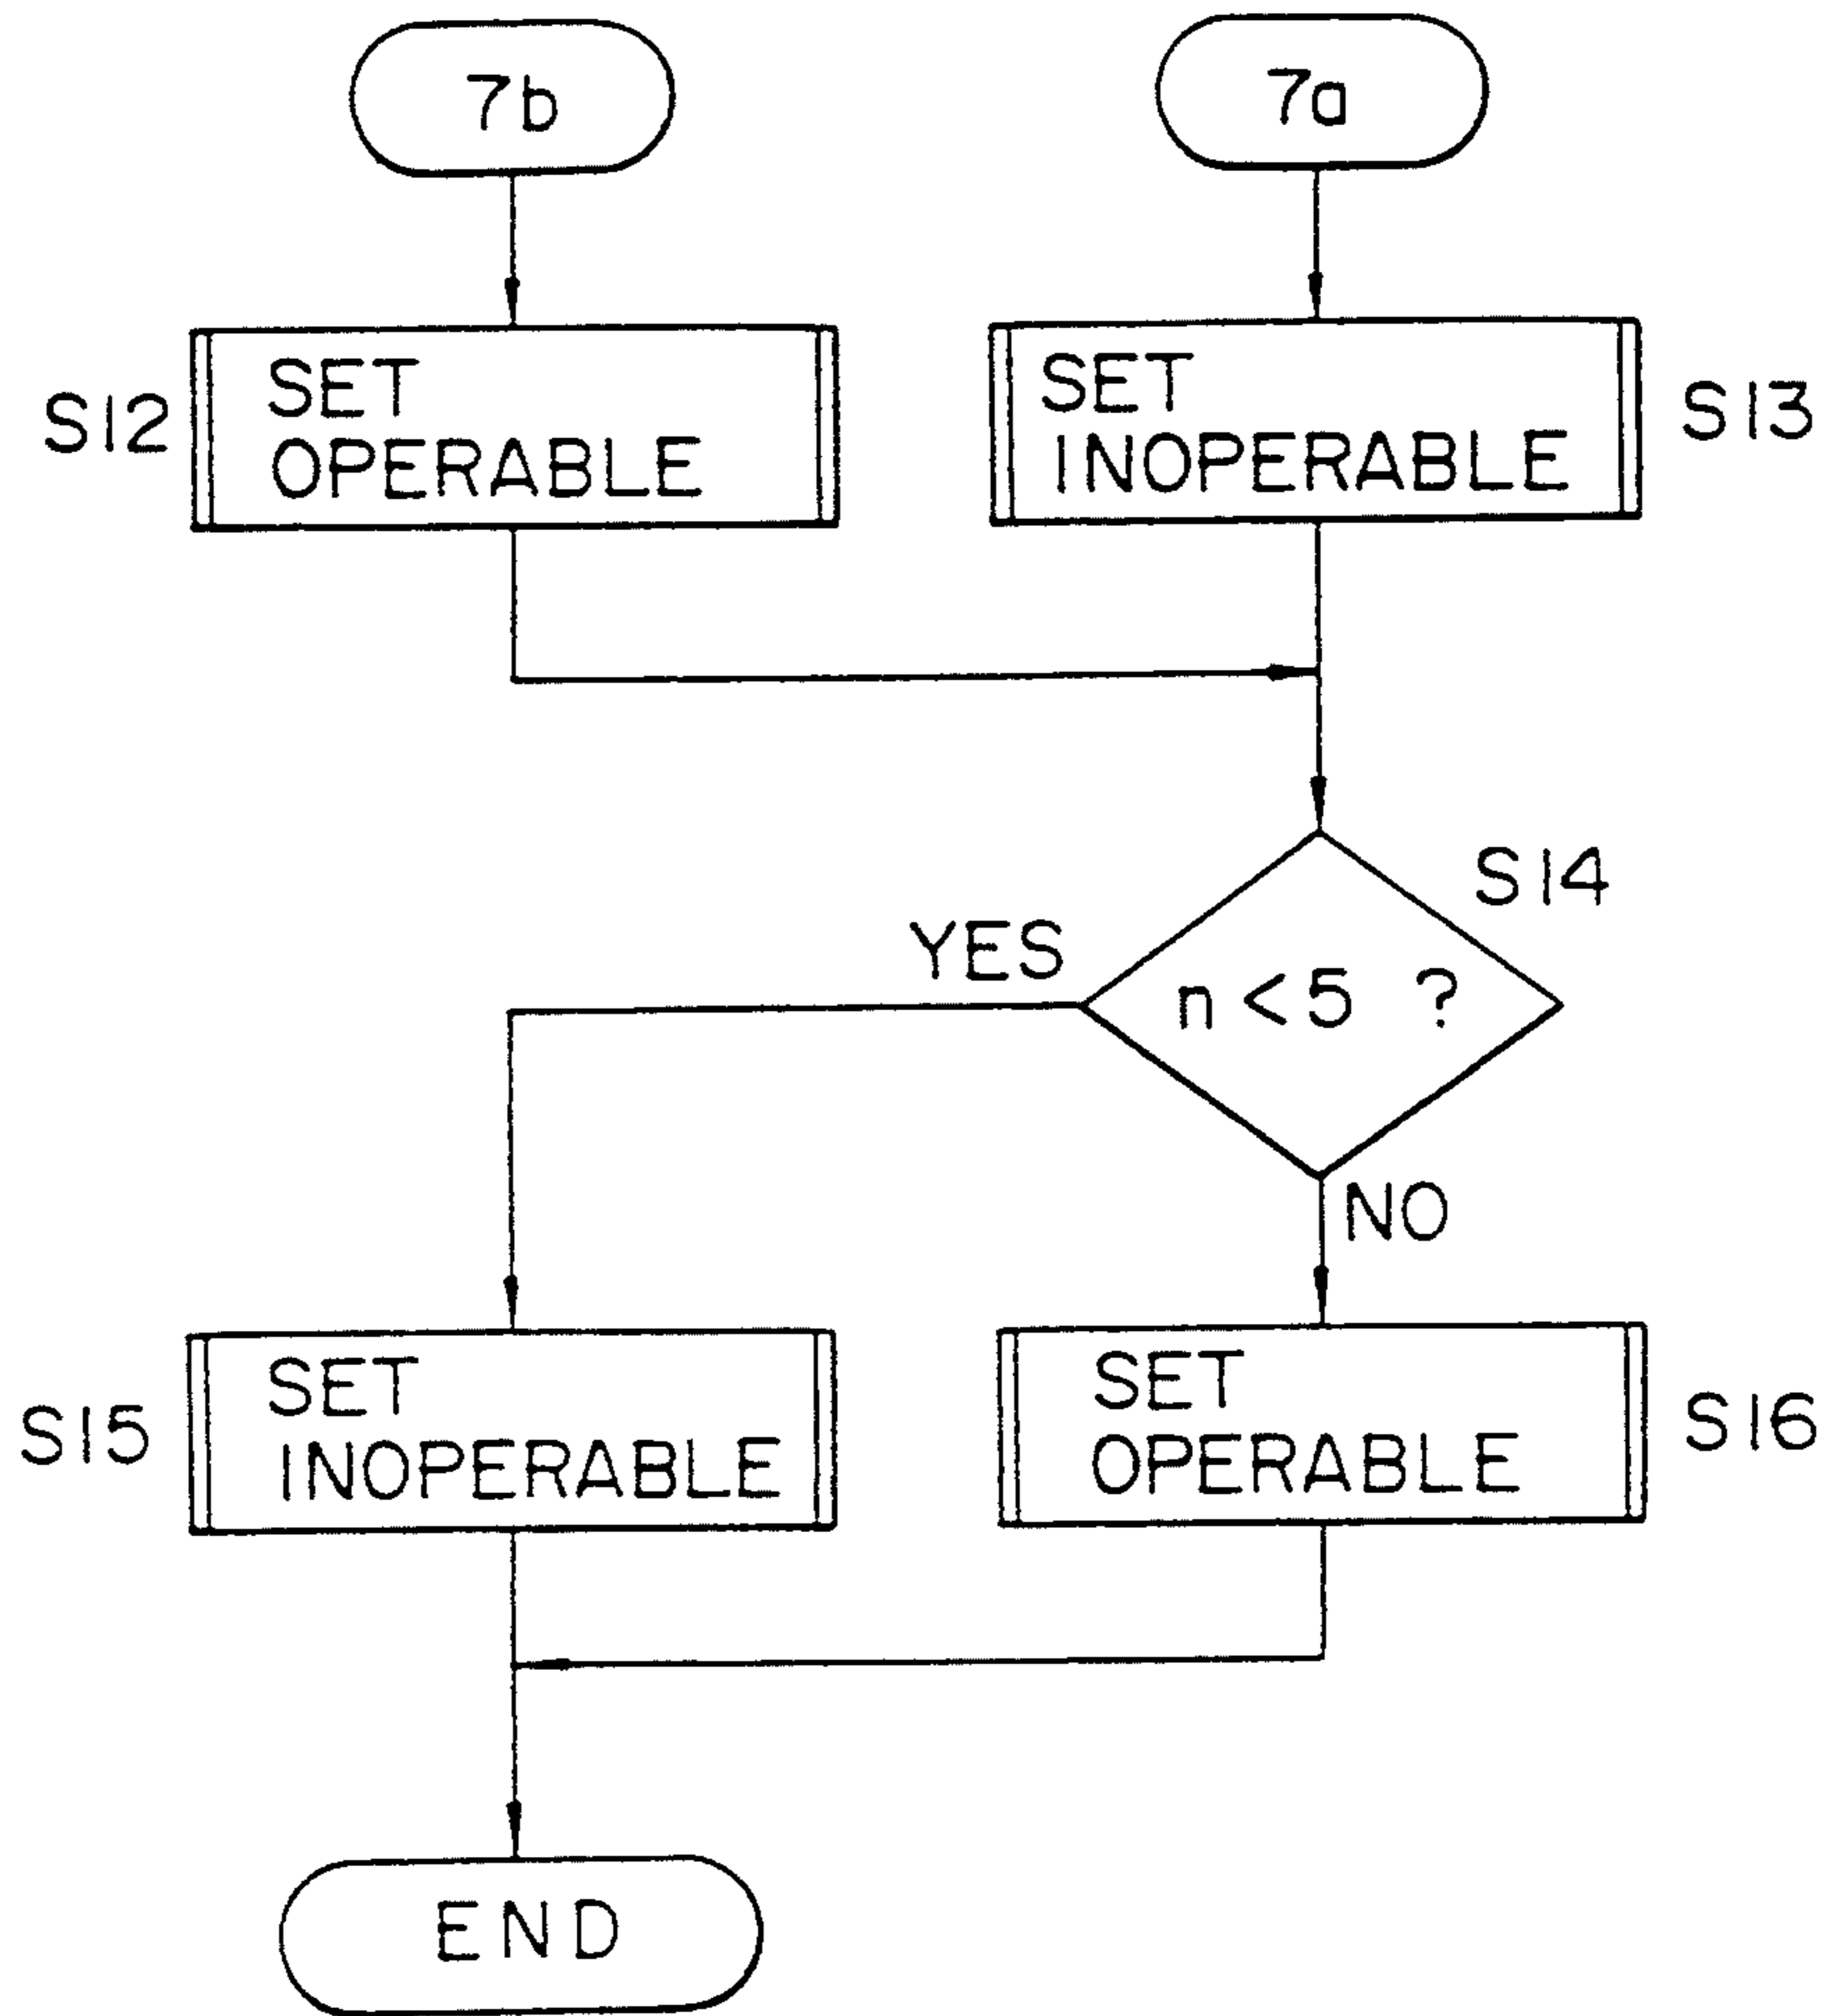 7b
7a
S12
SET
OPERABLE
SET
INOPERABLE
S13
S14
YES
n<5 ?
NO
S15
SET
INOPERABLE
SET
OPERABLE
S16
END